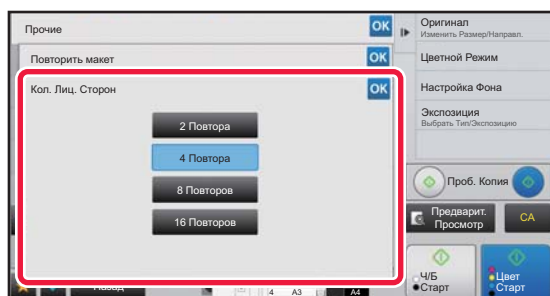 Прочие
OK
Повторить макет
OK
Кол. Лиц. Сторон
OK
2 Повтора
4 Повтора
8 Повторов
16 Повторов
Назад
4
A3
A4
Оригинал
Изменить Размер/Направл.
Цветной Режим
Настройка Фона
Экспозиция
Выбрать Тип/Экспозицию
Проб. Копия
Предварит.
Просмотр
CA
Ч/Б
Старт
Цвет
Старт